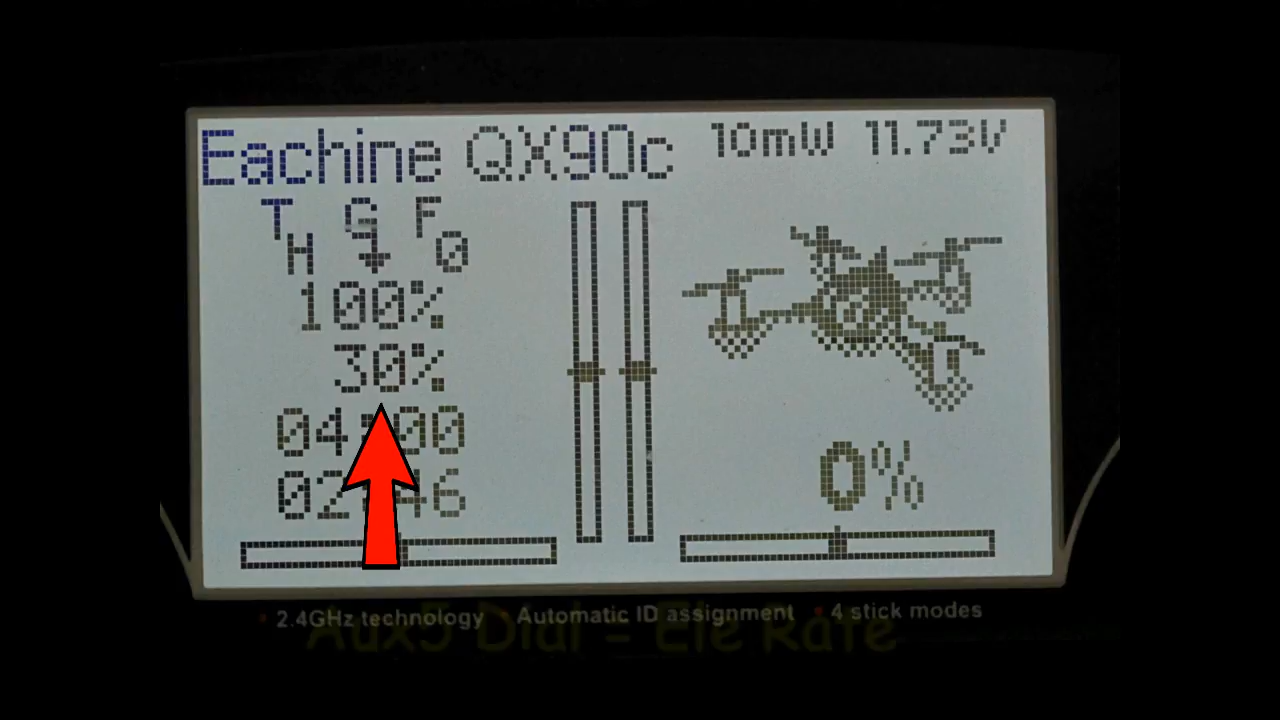 Eachine QX90c 10mW 11.73V
T G F
H 0
100%
30%
04:00
0%
• 2.4GHz technology • Automatic ID assignment • 4 stick modes
Aux5 Dial = Ele Rate